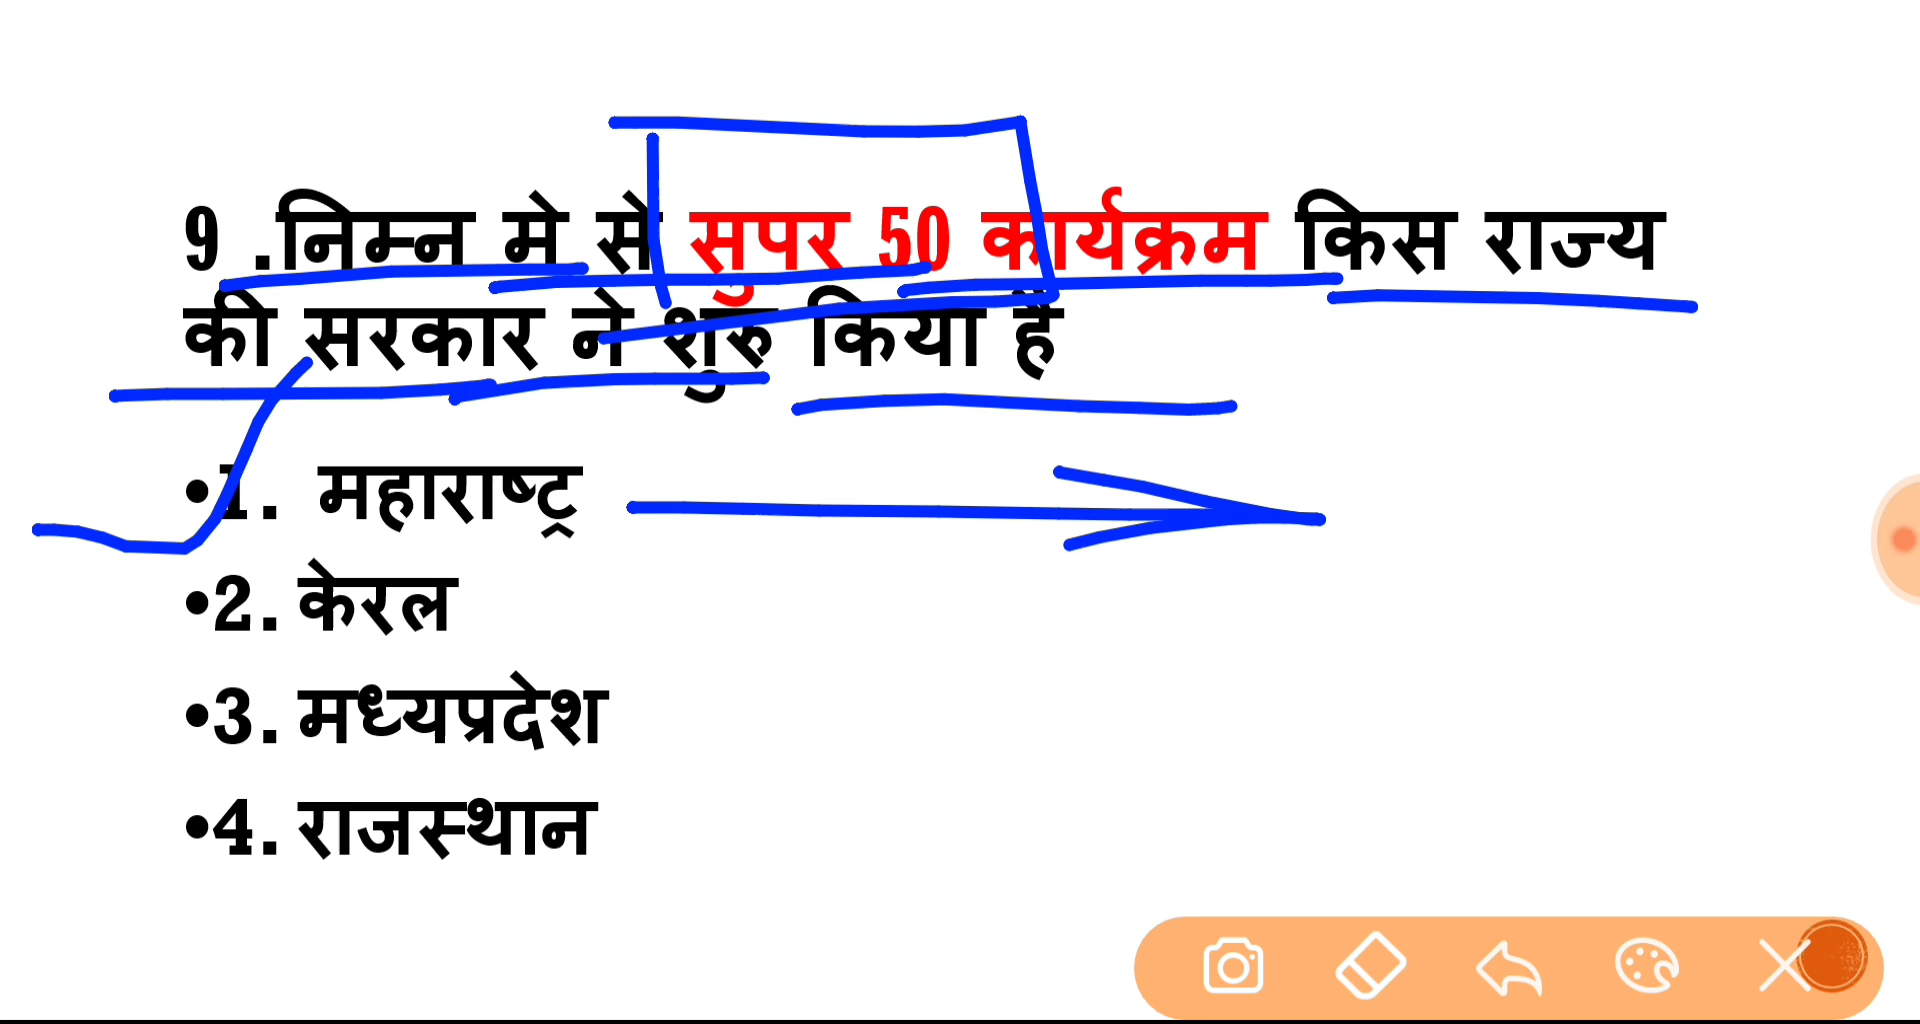 9 .निम्न मे से सुपर 50 कार्यक्रम किस राज्य
की सरकार ने शुरु किया है
•1. महाराष्ट्र
•2. केरल
•3. मध्यप्रदेश
•4. राजस्थान